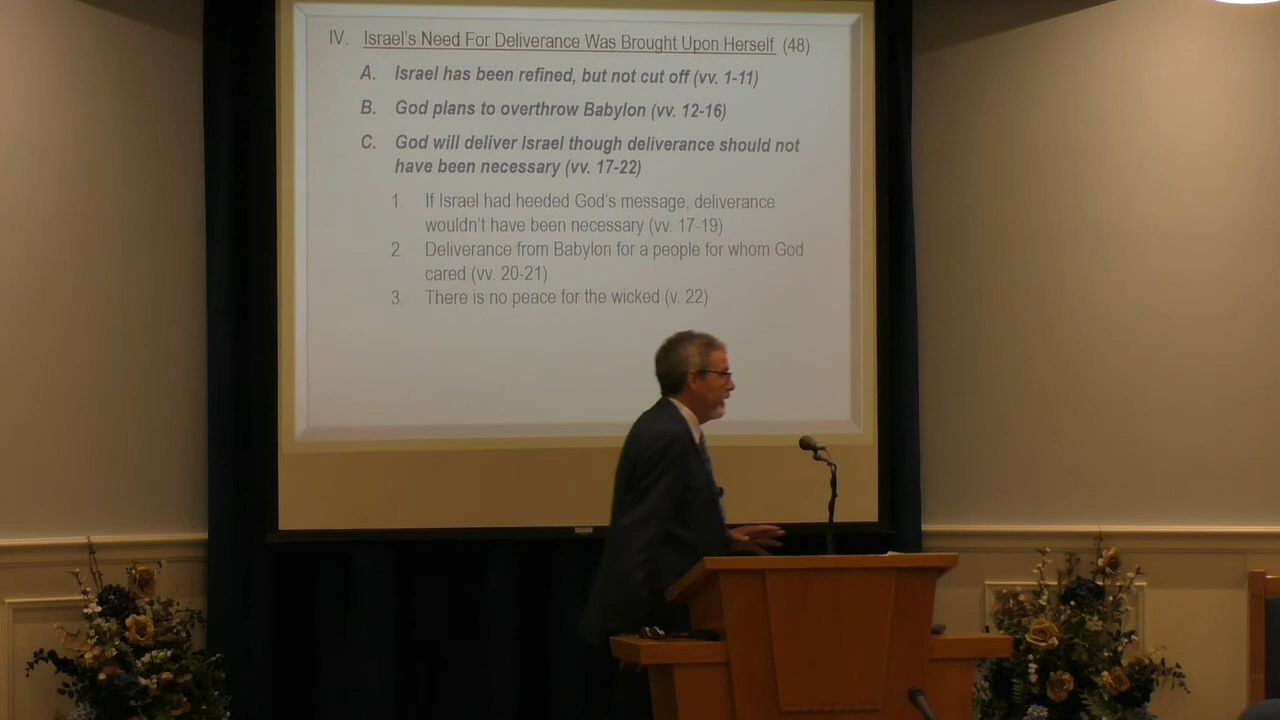 IV. Israel's Need For Deliverance Was Brought Upon Herself (48)
A. Israel has been refined, but not cut off (vv. 1-11)
B. God plans to overthrow Babylon (vv. 12-16)
C. God will deliver Israel though deliverance should not
have been necessary (vv. 17-22)
1. If Israel had heeded God's message, deliverance
wouldn't have been necessary (vv. 17-19)
2. Deliverance from Babylon for a people for whom God
cared (vv. 20-21)
3. There is no peace for the wicked (v. 22)